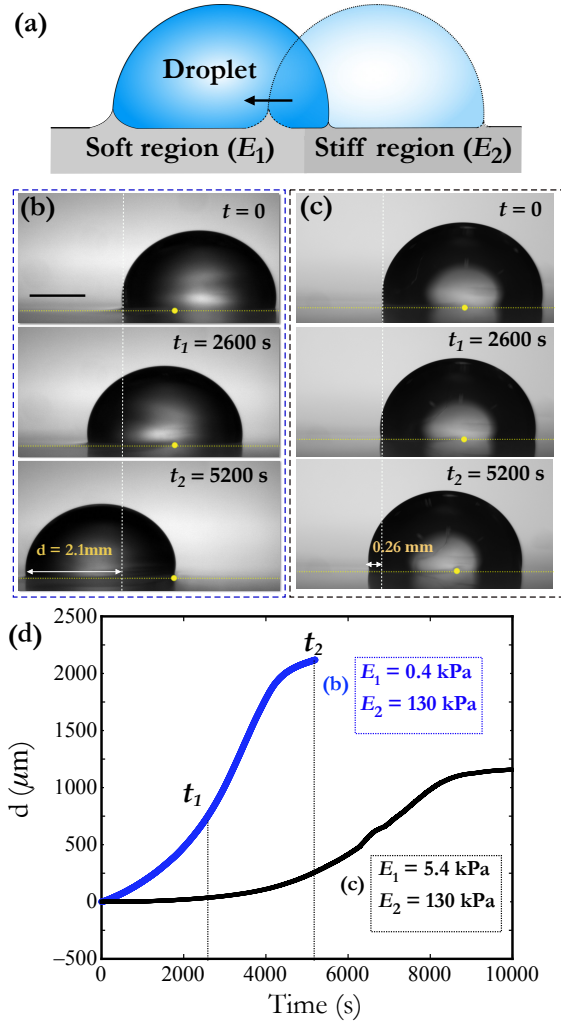 (a)
Droplet
Soft region (E₁)
Stiff region (E₂)
(b)
t = 0
t₁ = 2600 s
t₂ = 5200 s
d = 2.1mm
(c)
t = 0
t₁ = 2600 s
t₂ = 5200 s
0.26 mm
(d)
2500
2000
1500
1000
500
0
−500
d (µm)
t₁
t₂
(b)
E₁ = 0.4 kPa
E₂ = 130 kPa
(c)
E₁ = 5.4 kPa
E₂ = 130 kPa
0
2000
4000
6000
8000
10000
Time (s)